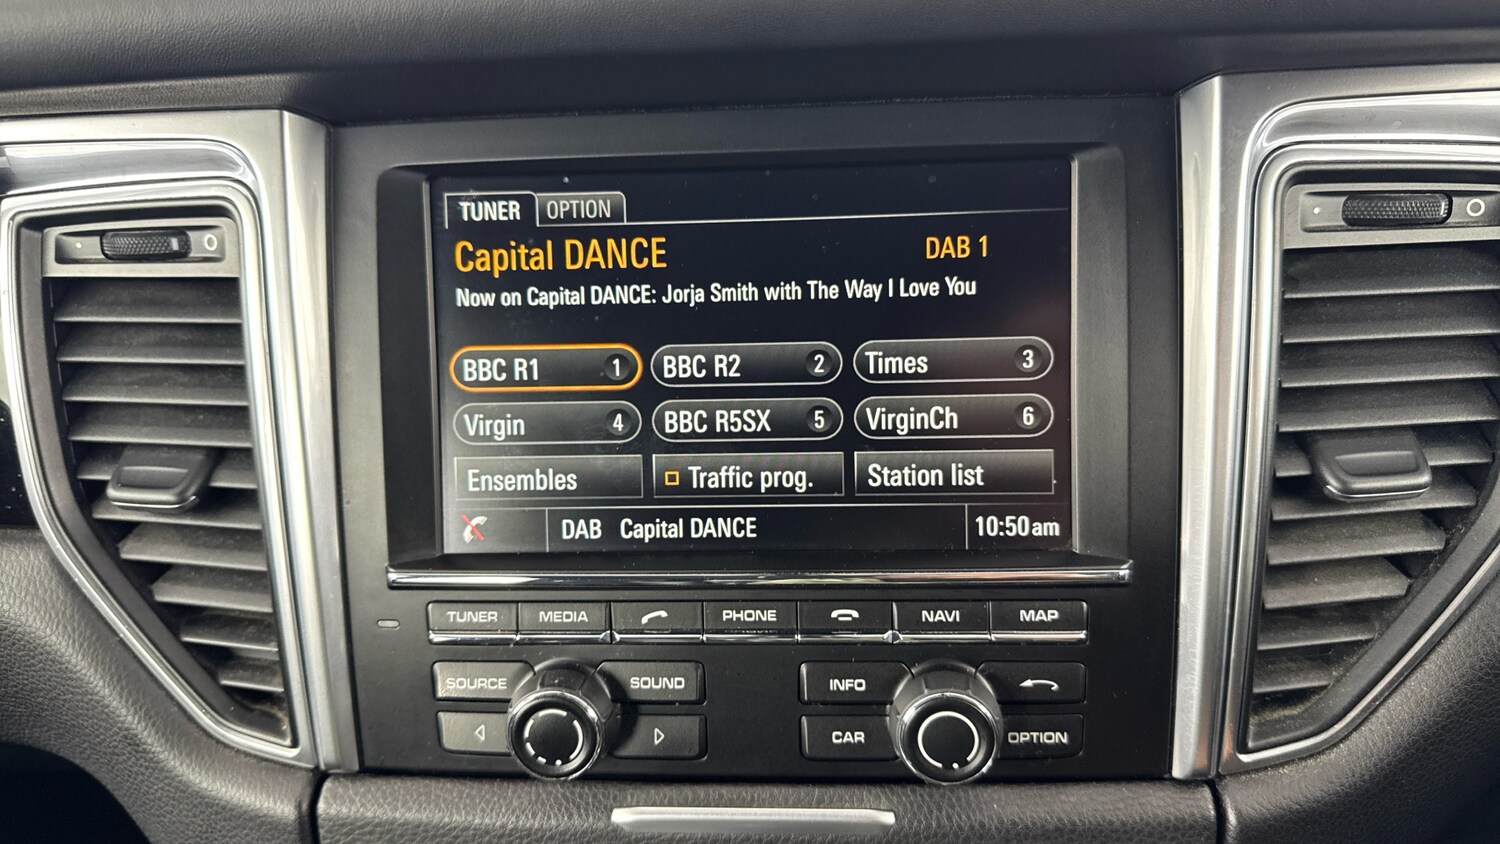 TUNER OPTION
Capital DANCE DAB 1
Now on Capital DANCE: Jorja Smith with The Way I Love You
BBC R1 1 BBC R2 2 Times 3
Virgin 4 BBC R5SX 5 VirginCh 6
Ensembles Traffic prog. Station list
DAB Capital DANCE 10:50 am
TUNER MEDIA PHONE NAVI MAP
SOURCE SOUND INFO
CAR OPTION